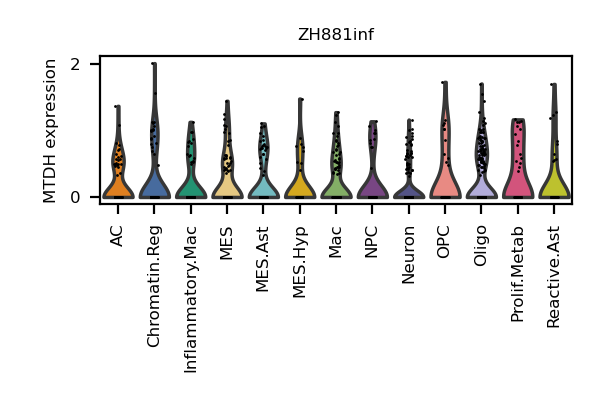 ZH881inf
MTDH expression
2
0
AC
Chromatin.Reg
Inflammatory.Mac
MES
MES.Ast
MES.Hyp
Mac
NPC
Neuron
OPC
Oligo
Prolif.Metab
Reactive.Ast